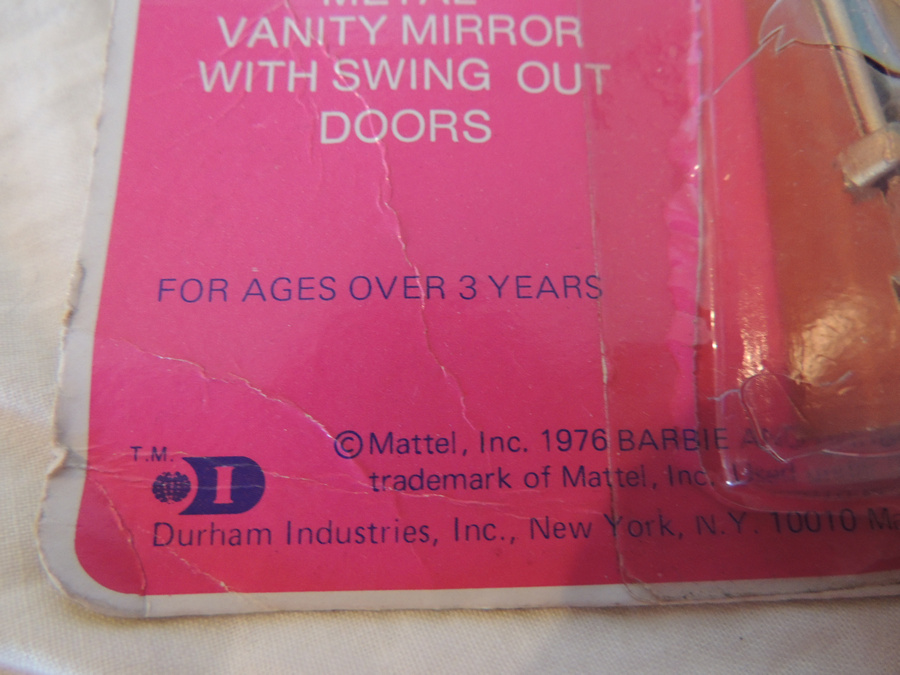 METAL
VANITY MIRROR
WITH SWING OUT
DOORS
FOR AGES OVER 3 YEARS
©Mattel, Inc. 1976 BARBIE
trademark of Mattel, Inc.
T.M.
I
Durham Industries, Inc., New York, N.Y. 10010